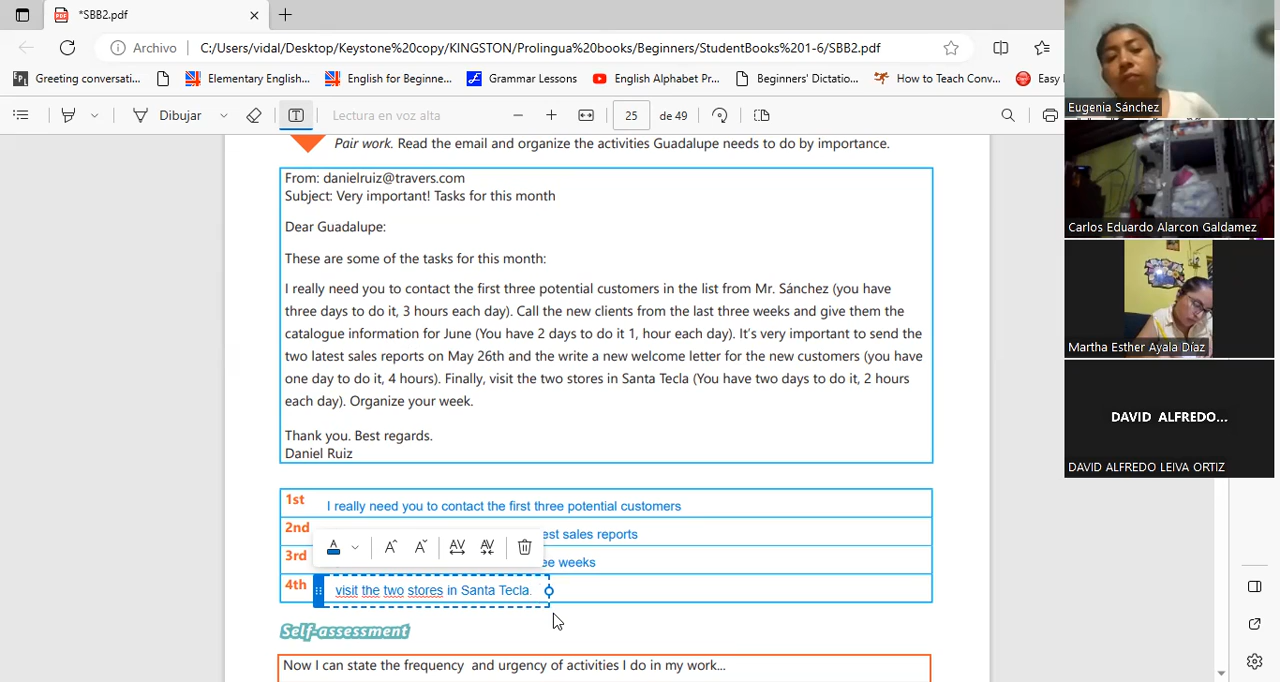 *SBB2.pdf
Archivo
C:/Users/vidal/Desktop/Keystone%20cqr/KINGSTON/Prolingua%20books/Beginners/StudentBooks%201-6/SBB2.pdf
Greeting conversati...
Elementary English...
English for Beginne...
Grammar Lessons
English Alphabet Pr...
Beginners' Dictatio...
How to Teach Conv...
Easy
Dibujar
Lectura en voz alta
25
de 49
Pair work. Read the email and organize the activities Guadalupe needs to do by importance.
From: danielruiz@travers.com
Subject: Very important! Tasks for this month
Dear Guadalupe:
These are some of the tasks for this month:
I really need you to contact the first three potential customers in the list from Mr. Sánchez (you have
three days to do it, 3 hours each day). Call the new clients from the last three weeks and give them the
catalogue information for June (You have 2 days to do it 1, hour each day). It's very important to send the
two latest sales reports on May 26th and the write a new welcome letter for the new customers (you have
one day to do it, 4 hours). Finally, visit the two stores in Santa Tecla (You have two days to do it, 2 hours
each day). Organize your week.
Thank you. Best regards.
Daniel Ruiz
1st I really need you to contact the first three potential customers
2nd est sales reports
3rd ee weeks
4th visit the two stores in Santa Tecla.
Self-assessment
Now I can state the frequency and urgency of activities I do in my work...
Eugenia Sánchez
Carlos Eduardo Alarcon Galdamez
Martha Esther Ayala Díaz
DAVID ALFREDO...
DAVID ALFREDO LEIVA ORTIZ